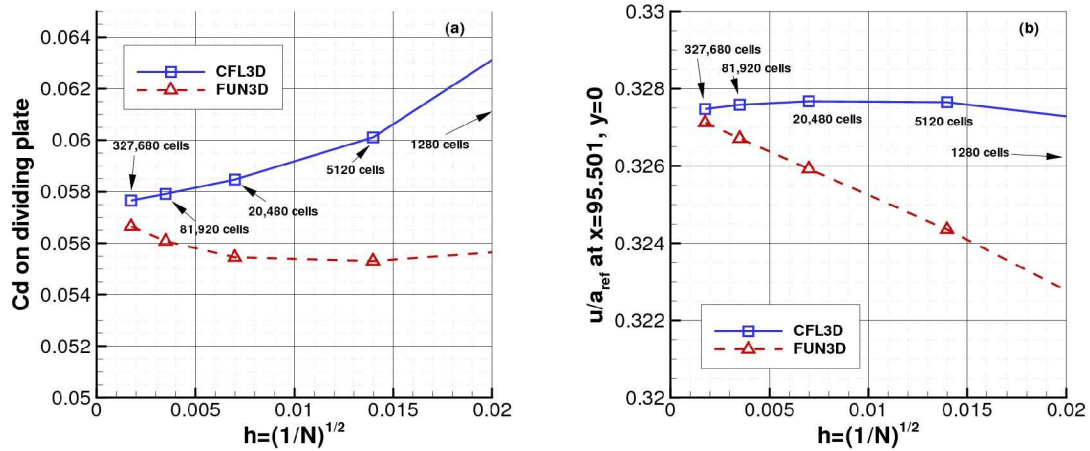 (a)
Cd on dividing plate
0.064
0.062
0.06
0.058
0.056
0.054
0.052
0.05
CFL3D
FUN3D
327,680 cells
81,920 cells
20,480 cells
5120 cells
1280 cells
0
0.005
0.01
0.015
0.02
h=(1/N)1/2
(b)
u/aref at x=95.501, y=0
0.33
0.328
0.326
0.324
0.322
0.32
327,680 cells
81,920 cells
20,480 cells
5120 cells
1280 cells
CFL3D
FUN3D
0
0.005
0.01
0.015
0.02
h=(1/N)1/2